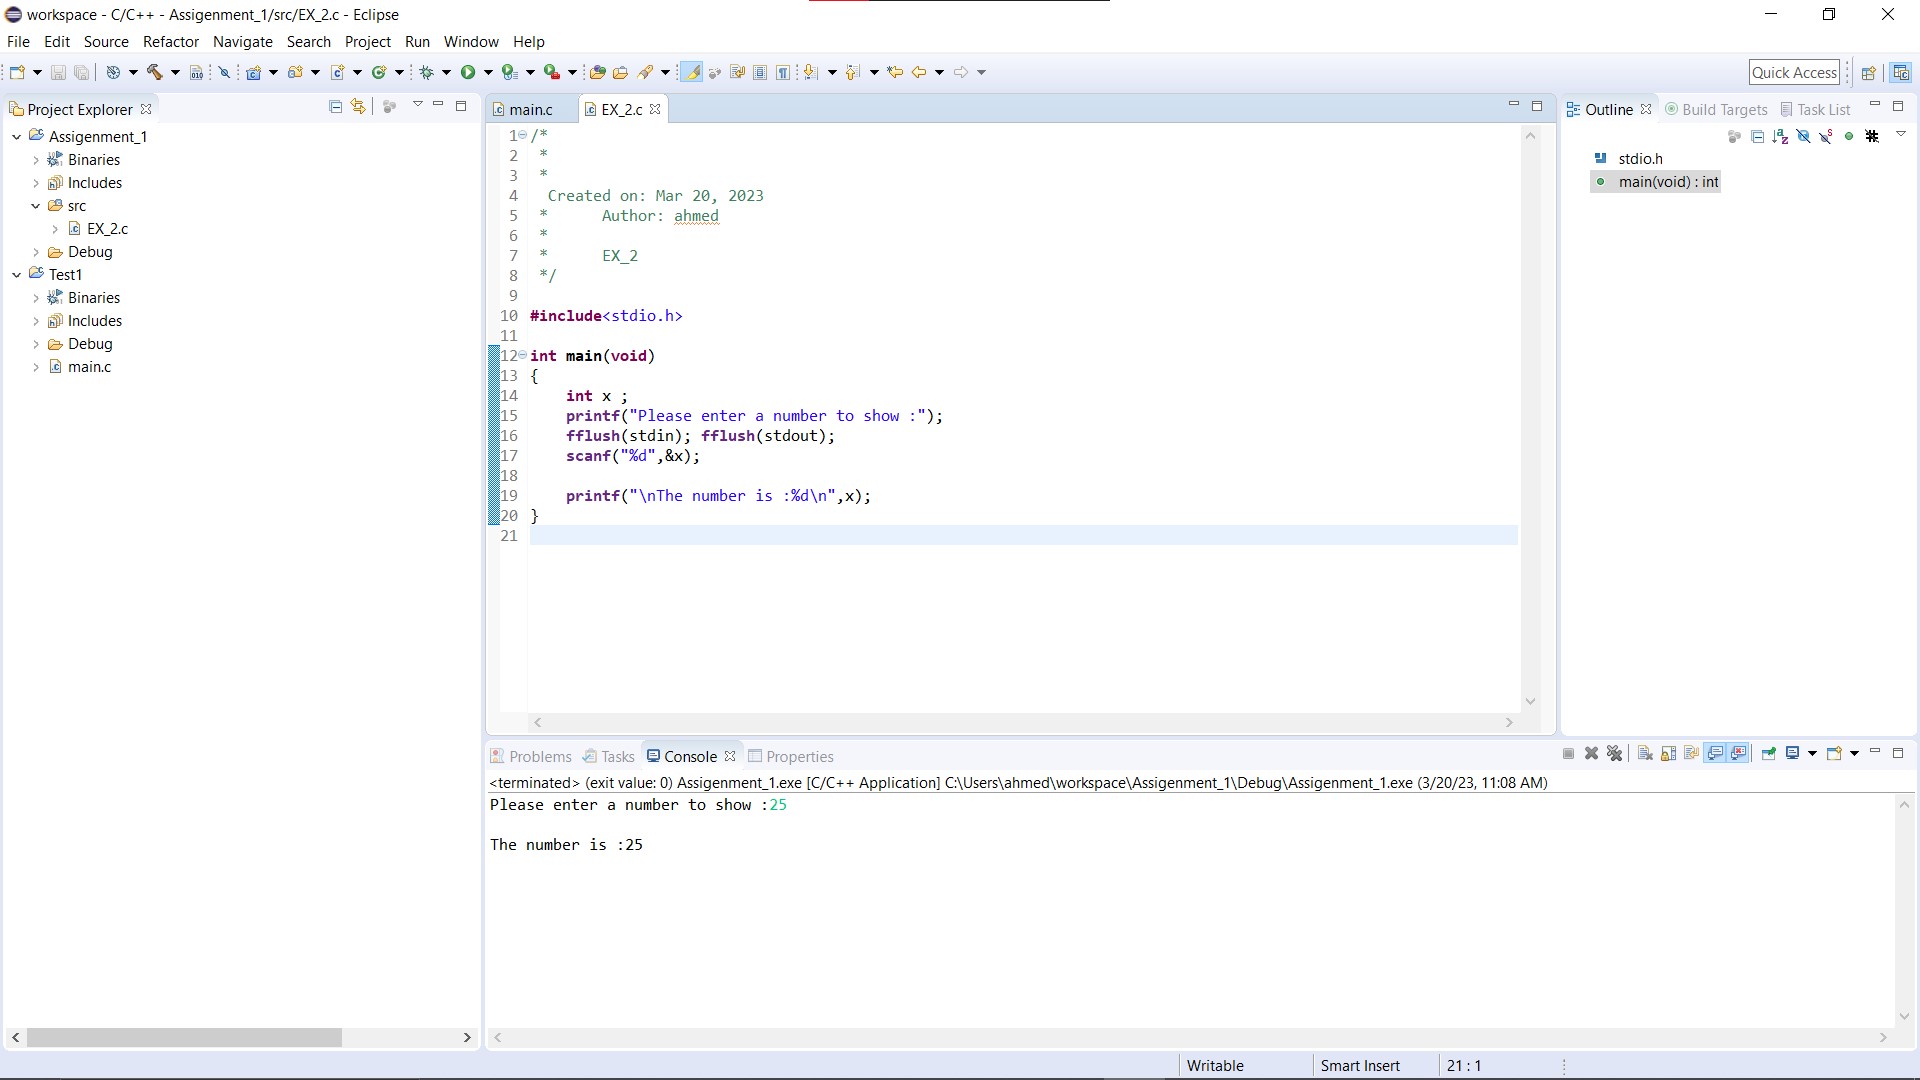 workspace - C/C++ - Assigenment_1/src/EX_2.c - Eclipse
File Edit Source Refactor Navigate Search Project Run Window Help
Quick Access
Project Explorer
Assigenment_1
Binaries
Includes
src
EX_2.c
Debug
Test1
Binaries
Includes
Debug
main.c
main.c EX_2.c
1 /*
2  *
3  *
4   Created on: Mar 20, 2023
5  *      Author: ahmed
6  *
7  *      EX_2
8  */
9
10 #include<stdio.h>
11
12 int main(void)
13 {
14     int x ;
15     printf("Please enter a number to show :");
16     fflush(stdin); fflush(stdout);
17     scanf("%d",&x);
18
19     printf("\nThe number is :%d\n",x);
20 }
21
Outline Build Targets Task List
stdio.h
main(void) : int
Problems Tasks Console Properties
<terminated> (exit value: 0) Assigenment_1.exe [C/C++ Application] C:\Users\ahmed\workspace\Assigenment_1\Debug\Assigenment_1.exe (3/20/23, 11:08 AM)
Please enter a number to show :25
The number is :25
Writable Smart Insert 21 : 1